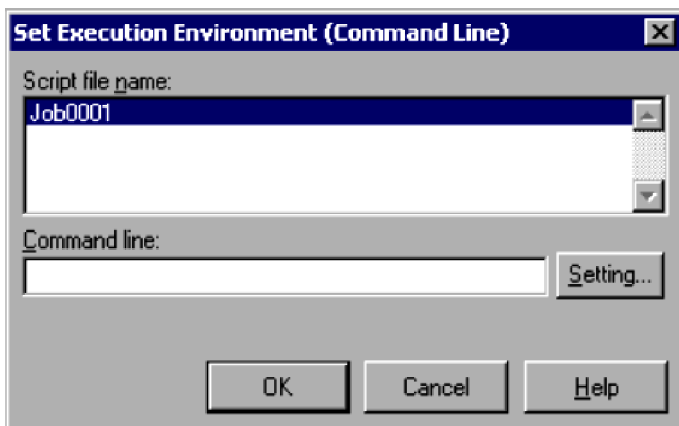 Set Execution Environment (Command Line)
Script file name:
Job0001
Command line:
Setting...
OK Cancel Help